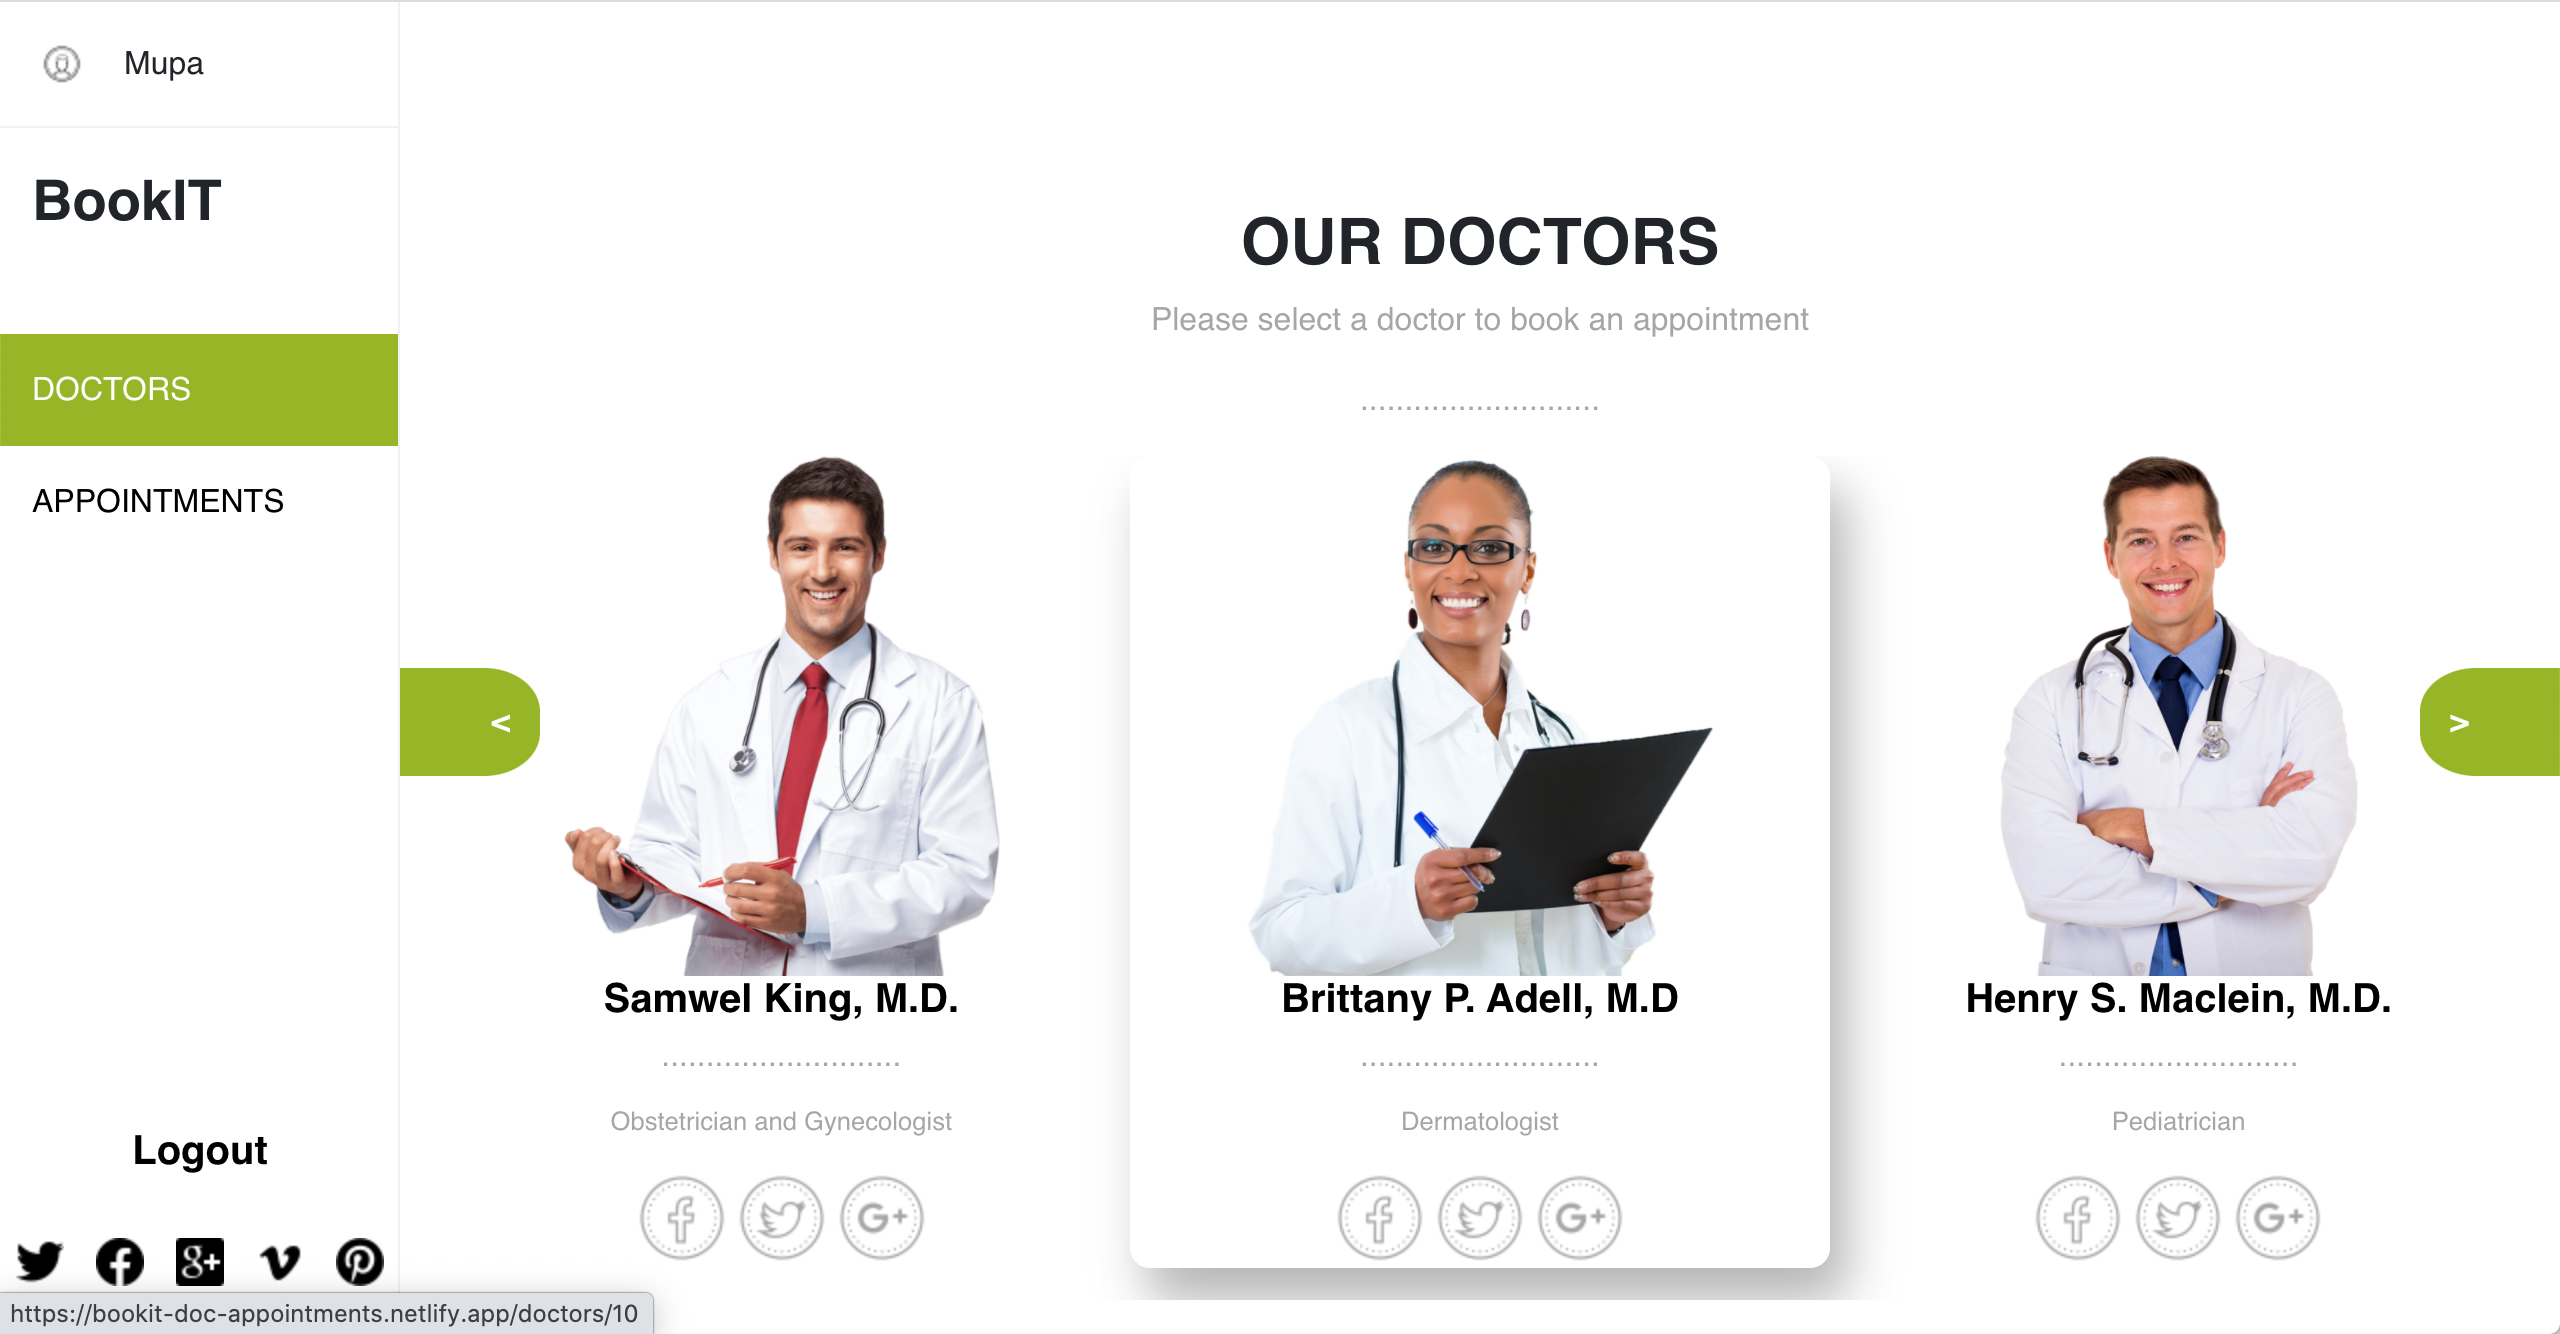 Mupa
BookIT
DOCTORS
APPOINTMENTS
Logout
OUR DOCTORS
Please select a doctor to book an appointment
<
>
Samwel King, M.D.
Obstetrician and Gynecologist
Brittany P. Adell, M.D
Dermatologist
Henry S. Maclein, M.D.
Pediatrician
https://bookit-doc-appointments.netlify.app/doctors/10